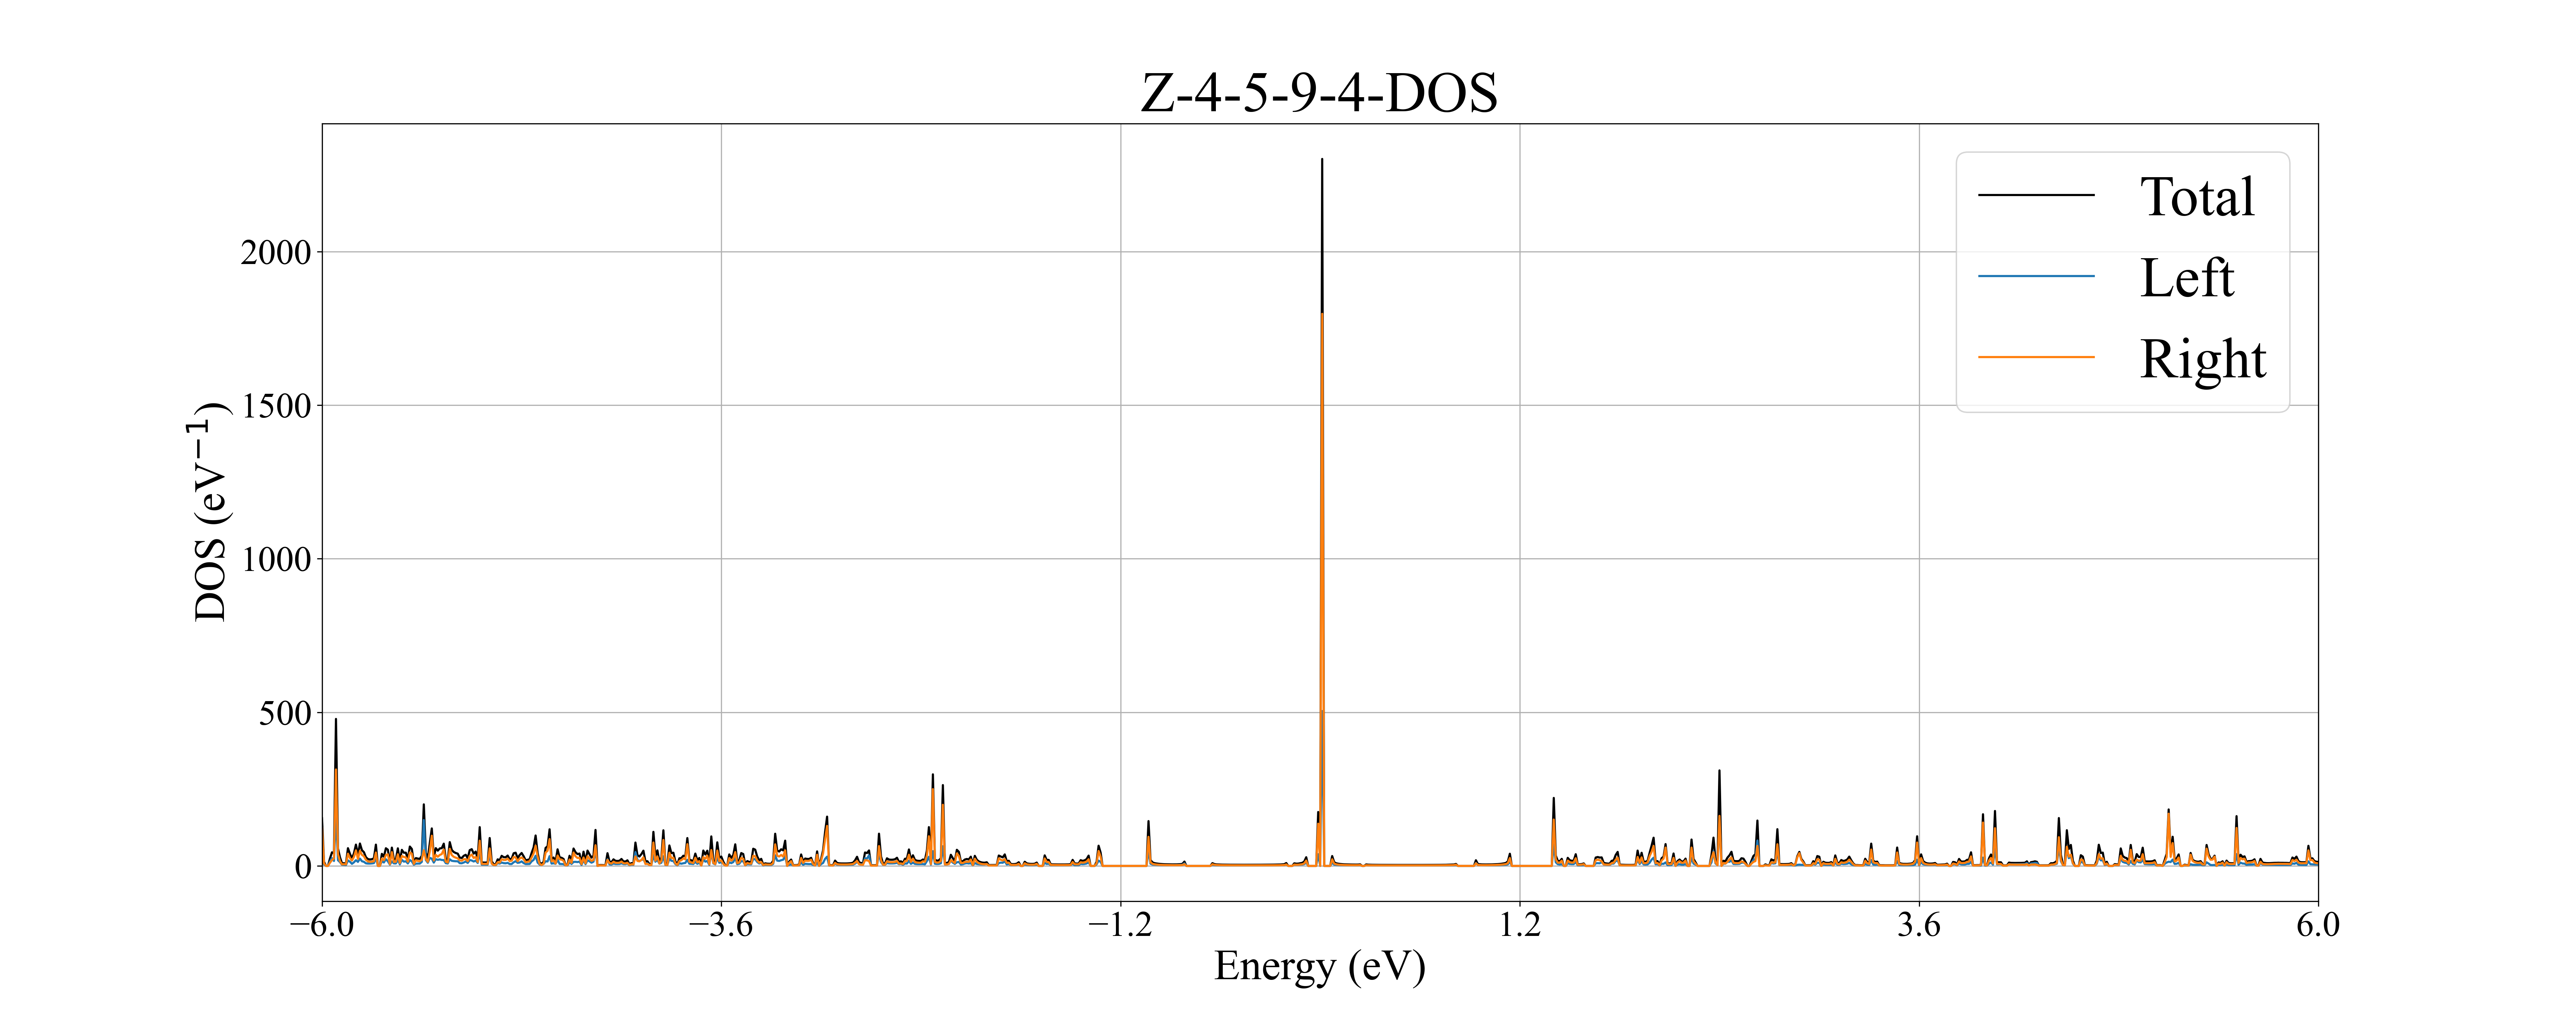 Z-4-5-9-4-DOS
Total
Left
Right
2000
1500
1000
500
0
DOS (eV⁻¹)
−6.0
−3.6
−1.2
1.2
3.6
6.0
Energy (eV)